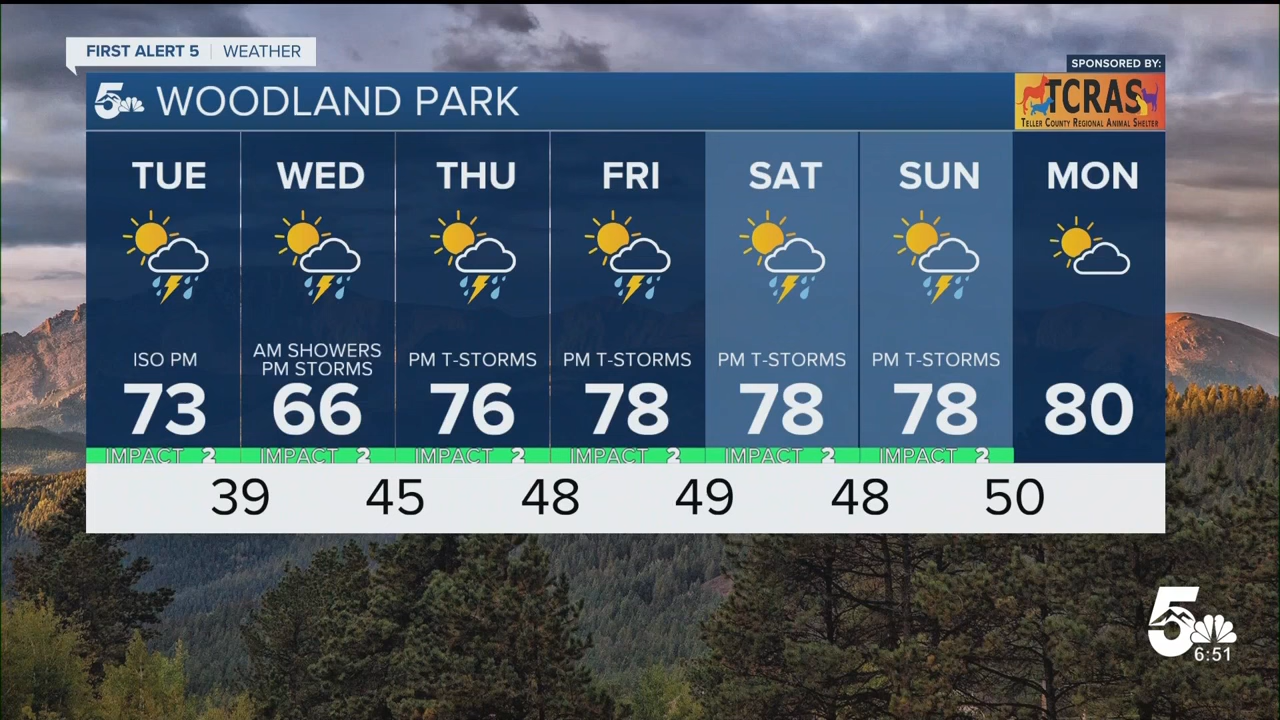 FIRST ALERT 5 | WEATHER
SPONSORED BY:
5 WOODLAND PARK
TCRAS
TELLER COUNTY REGIONAL ANIMAL SHELTER
TUE WED THU FRI SAT SUN MON
ISO PM
AM SHOWERS
PM STORMS
PM T-STORMS PM T-STORMS PM T-STORMS PM T-STORMS
73 66 76 78 78 78 80
IMPACT 2 IMPACT 2 IMPACT 2 IMPACT 2 IMPACT 2 IMPACT 2
39 45 48 49 48 50
5
6:51